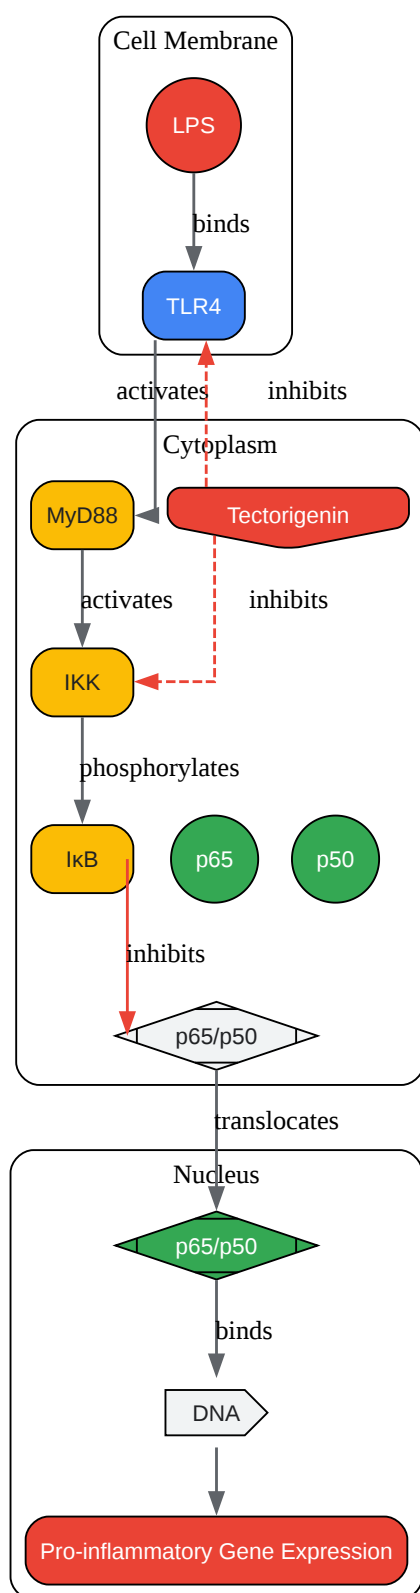 Cell Membrane
LPS
binds
TLR4
activates
inhibits
Cytoplasm
MyD88
Tectorigenin
activates
inhibits
IKK
phosphorylates
IκB
p65
p50
inhibits
p65/p50
translocates
Nucleus
p65/p50
binds
DNA
Pro-inflammatory Gene Expression